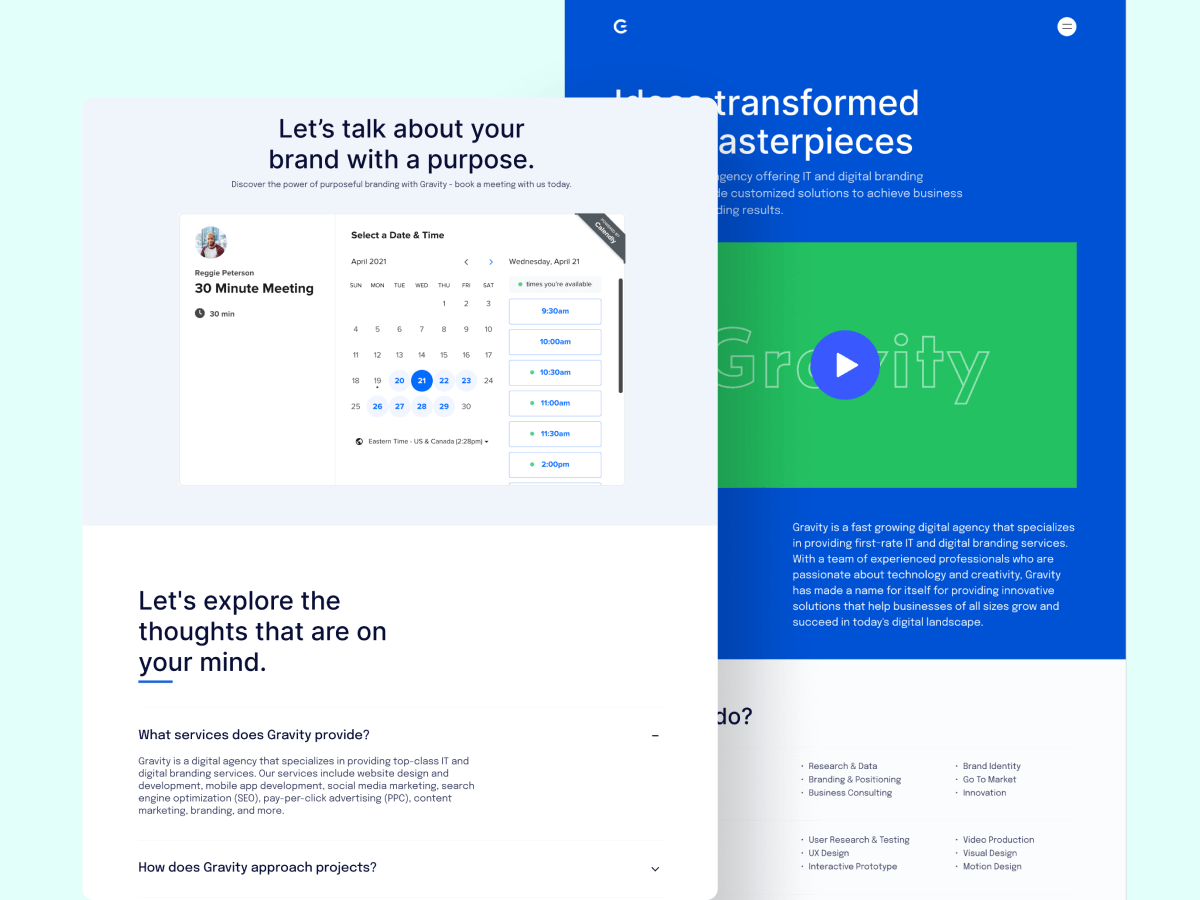 Let's talk about your
brand with a purpose.
Discover the power of purposeful branding with Gravity - book a meeting with us today.
Reggie Peterson
30 Minute Meeting
30 min
Select a Date & Time
April 2021
SUN MON TUE WED THU FRI SAT
1 2 3
4 5 6 7 8 9 10
11 12 13 14 15 16 17
18 19 20 21 22 23 24
25 26 27 28 29 30
Eastern Time - US & Canada (2:28pm)
POWERED BY
Calendly
Wednesday, April 21
times you're available
9:30am
10:00am
10:30am
11:00am
11:30am
2:00pm
Let's explore the
thoughts that are on
your mind.
What services does Gravity provide?
Gravity is a digital agency that specializes in providing top-class IT and
digital branding services. Our services include website design and
development, mobile app development, social media marketing, search
engine optimization (SEO), pay-per-click advertising (PPC), content
marketing, branding, and more.
How does Gravity approach projects?
transformed
asterpieces
gency offering IT and digital branding
customized solutions to achieve business
results.
Gravity
Gravity is a fast growing digital agency that specializes
in providing first-rate IT and digital branding services.
With a team of experienced professionals who are
passionate about technology and creativity, Gravity
has made a name for itself for providing innovative
solutions that help businesses of all sizes grow and
succeed in today's digital landscape.
do?
Research & Data
Branding & Positioning
Business Consulting
Brand Identity
Go To Market
Innovation
User Research & Testing
UX Design
Interactive Prototype
Video Production
Visual Design
Motion Design